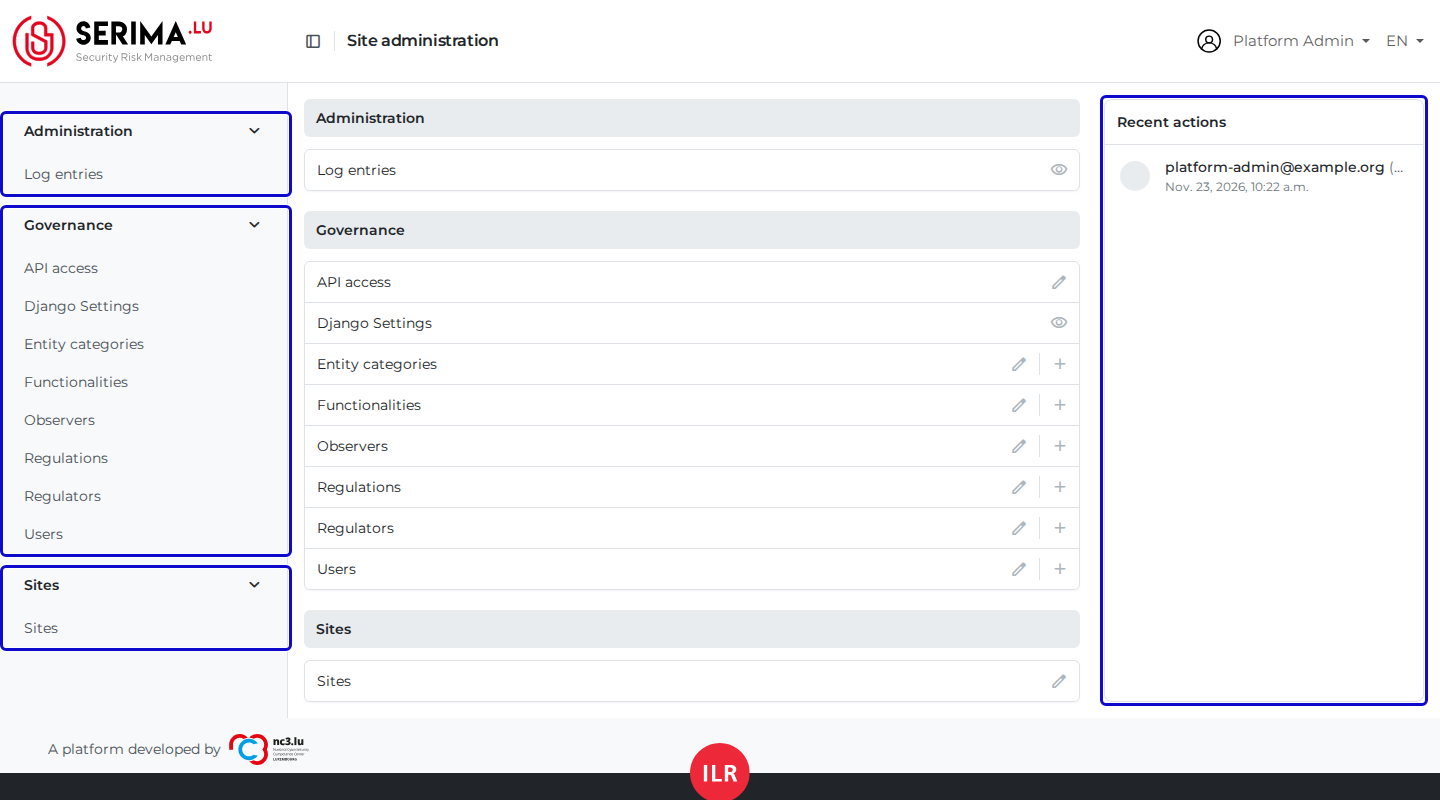 SERIMA.LU
Security Risk Management
Site administration
Platform Admin
EN
Administration
Log entries
Governance
API access
Django Settings
Entity categories
Functionalities
Observers
Regulations
Regulators
Users
Sites
Sites
Administration
Log entries
Governance
API access
Django Settings
Entity categories
Functionalities
Observers
Regulations
Regulators
Users
Sites
Sites
Recent actions
platform-admin@example.org (...
Nov. 23, 2026, 10:22 a.m.
A platform developed by
nc3.lu
LUXEMBOURG
ILR